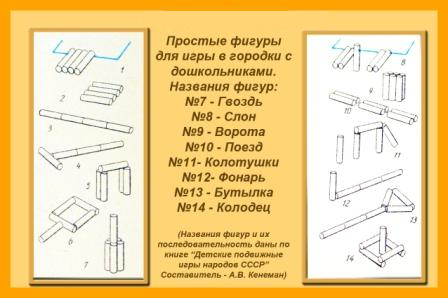 Простые фигуры
для игры в городки с
дошкольниками.
Названия фигур:
№7 - Гвоздь
№8 - Слон
№9 - Ворота
№10 - Поезд
№11- Колотушки
№12- Фонарь
№13 - Бутылка
№14 - Колодец
(Названия фигур и их
последовательность даны по
книге "Детские подвижные
игры народов СССР"
Составитель - А.В. Кенеман)
1
2
3
4
5
6
7
8
9
10
11
12
13
14